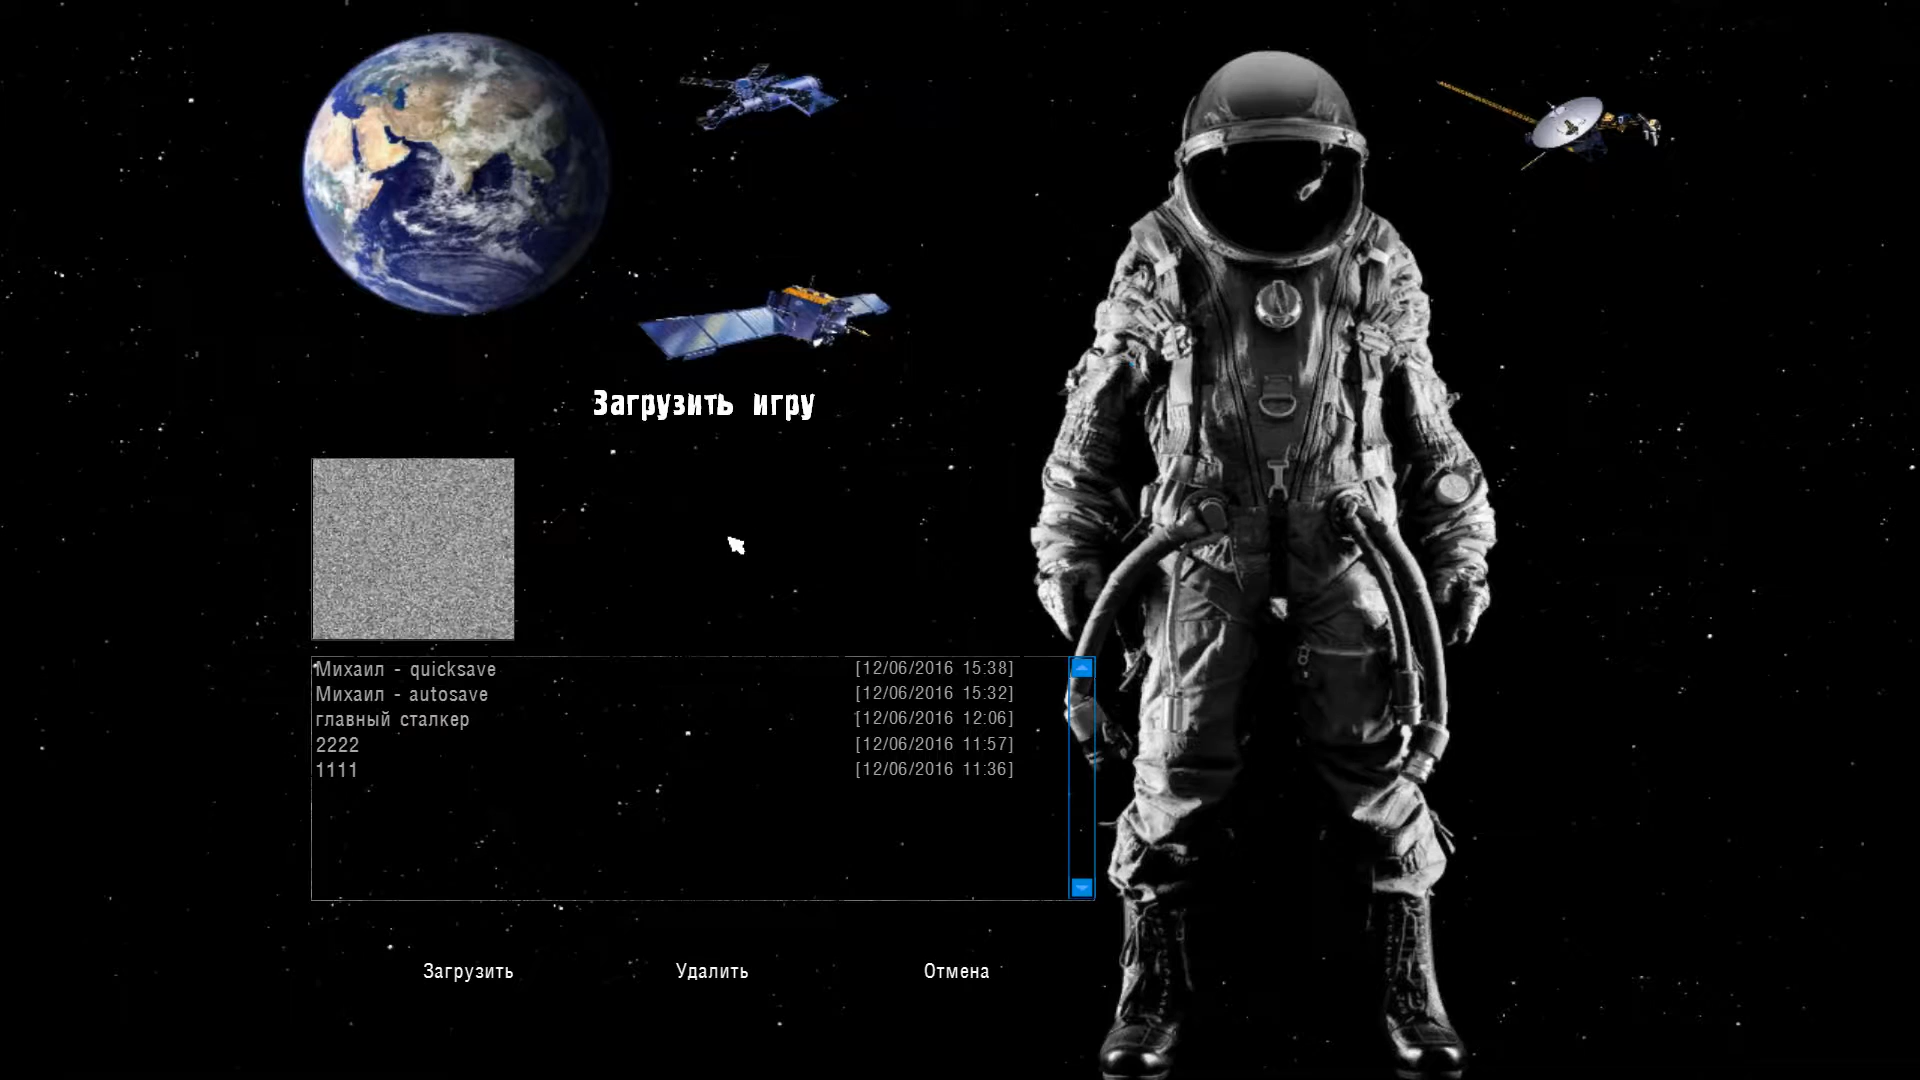 Загрузить игру
Михаил - quicksave [12/06/2016 15:38]
Михаил - autosave [12/06/2016 15:32]
главный сталкер [12/06/2016 12:06]
2222 [12/06/2016 11:57]
1111 [12/06/2016 11:36]
Загрузить Удалить Отмена